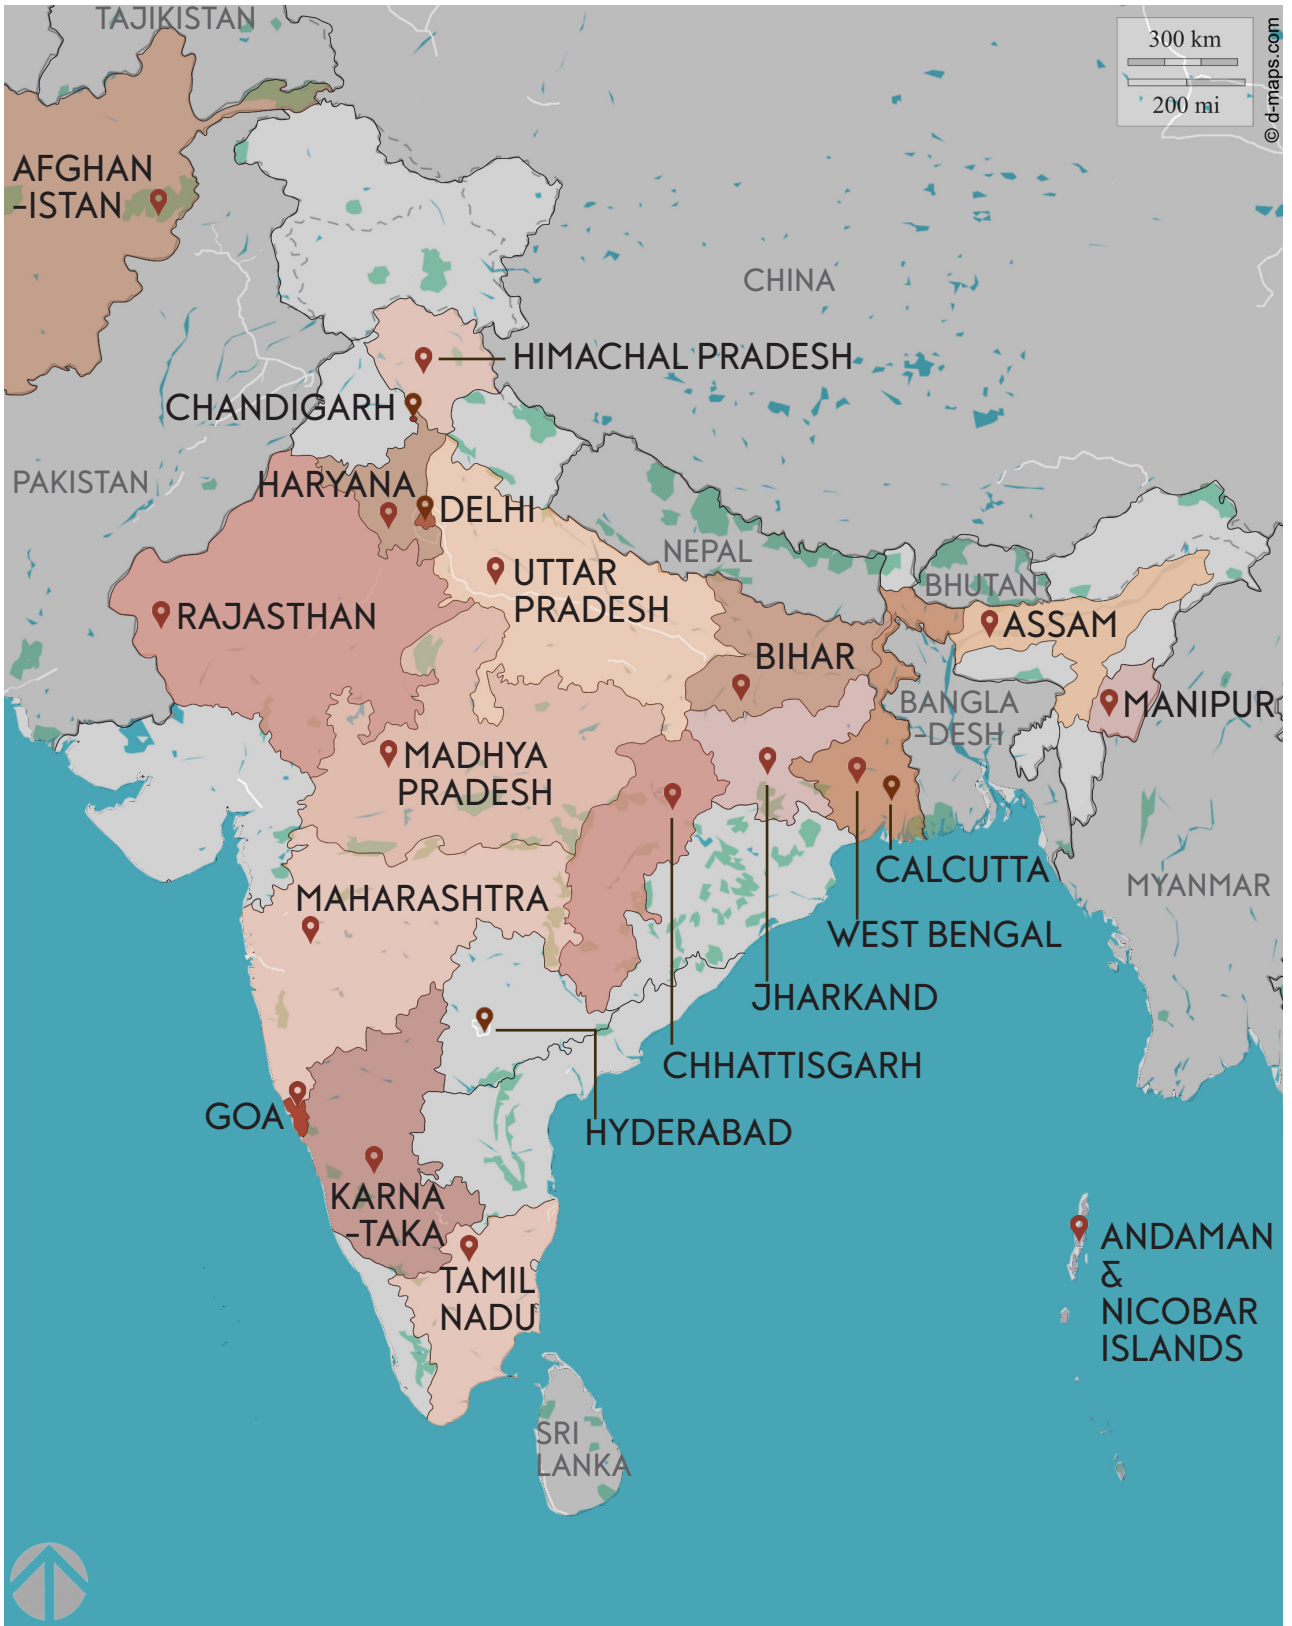 TAJIKISTAN
300 km
200 mi
© d-maps.com
AFGHAN
-ISTAN
CHINA
HIMACHAL PRADESH
CHANDIGARH
PAKISTAN
HARYANA
DELHI
NEPAL
UTTAR
PRADESH
BHUTAN
RAJASTHAN
ASSAM
BIHAR
BANGLA
-DESH
MANIPUR
MADHYA
PRADESH
CALCUTTA
MYANMAR
MAHARASHTRA
WEST BENGAL
JHARKAND
CHHATTISGARH
GOA
HYDERABAD
KARNA
-TAKA
ANDAMAN
&
NICOBAR
ISLANDS
TAMIL
NADU
SRI
LANKA